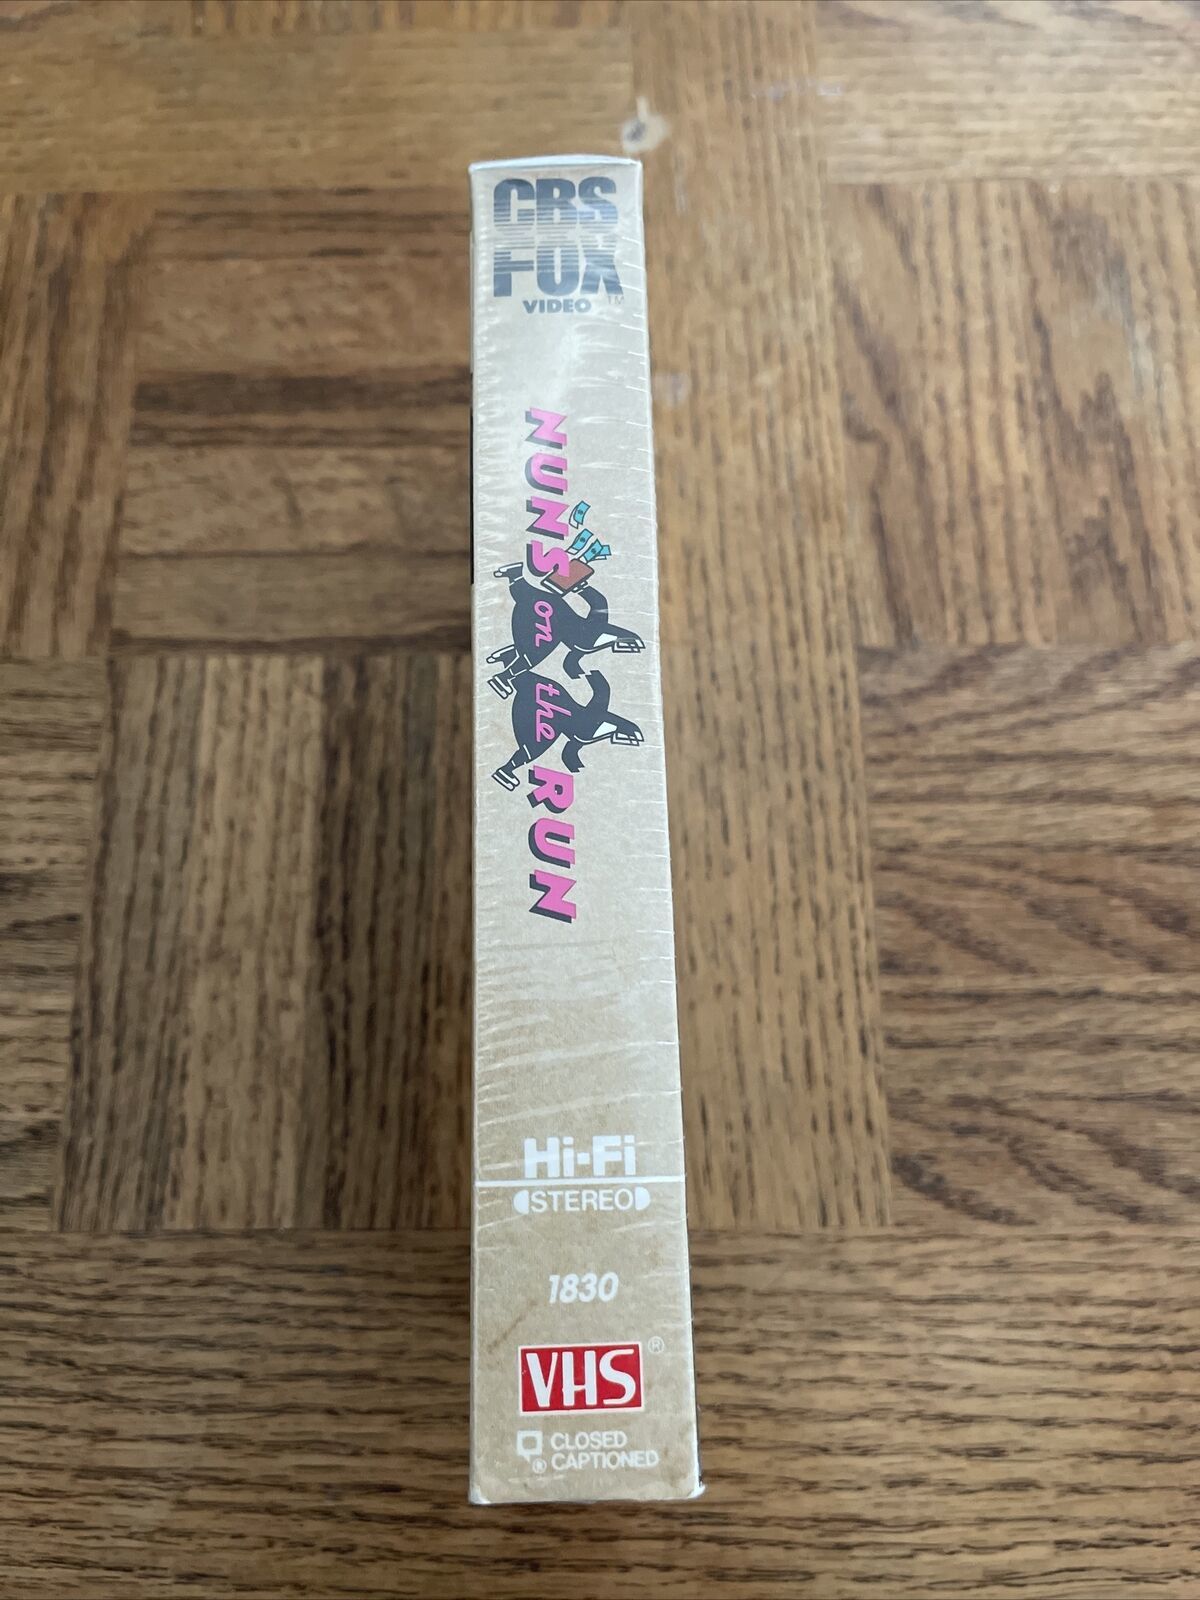 CBS
FOX
VIDEO TM
NUNS on the RUN
Hi-Fi
STEREO
1830
VHS ®
CLOSED
® CAPTIONED